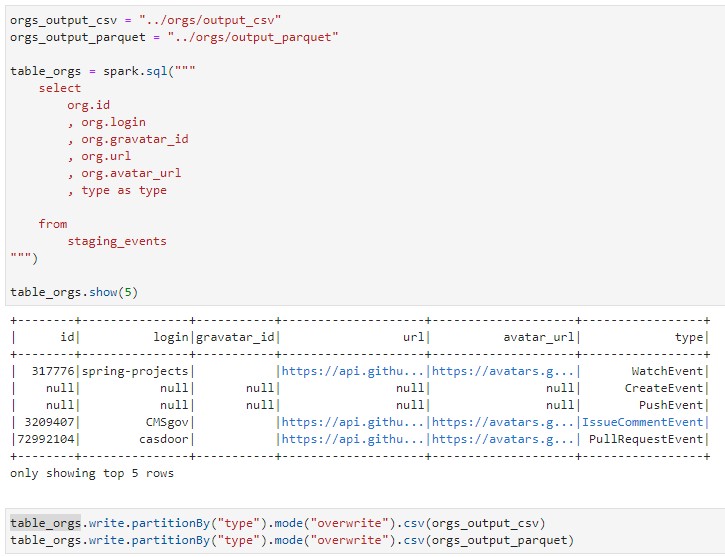 orgs_output_csv = "../orgs/output_csv"
orgs_output_parquet = "../orgs/output_parquet"
table_orgs = spark.sql("""
select
org.id
, org.login
, org.gravatar_id
, org.url
, org.avatar_url
, type as type
from
staging_events
""")
table_orgs.show(5)
+--------+---------------+-----------+--------------------+--------------------+-----------------+
|      id|          login|gravatar_id|                 url|          avatar_url|             type|
+--------+---------------+-----------+--------------------+--------------------+-----------------+
|  317776|spring-projects|           |https://api.githu...|https://avatars.g...|       WatchEvent|
|    null|           null|       null|                null|                null|      CreateEvent|
|    null|           null|       null|                null|                null|        PushEvent|
| 3209407|         CMSgov|           |https://api.githu...|https://avatars.g...|IssueCommentEvent|
|72992104|        casdoor|           |https://api.githu...|https://avatars.g...| PullRequestEvent|
+--------+---------------+-----------+--------------------+--------------------+-----------------+
only showing top 5 rows
table_orgs.write.partitionBy("type").mode("overwrite").csv(orgs_output_csv)
table_orgs.write.partitionBy("type").mode("overwrite").csv(orgs_output_parquet)